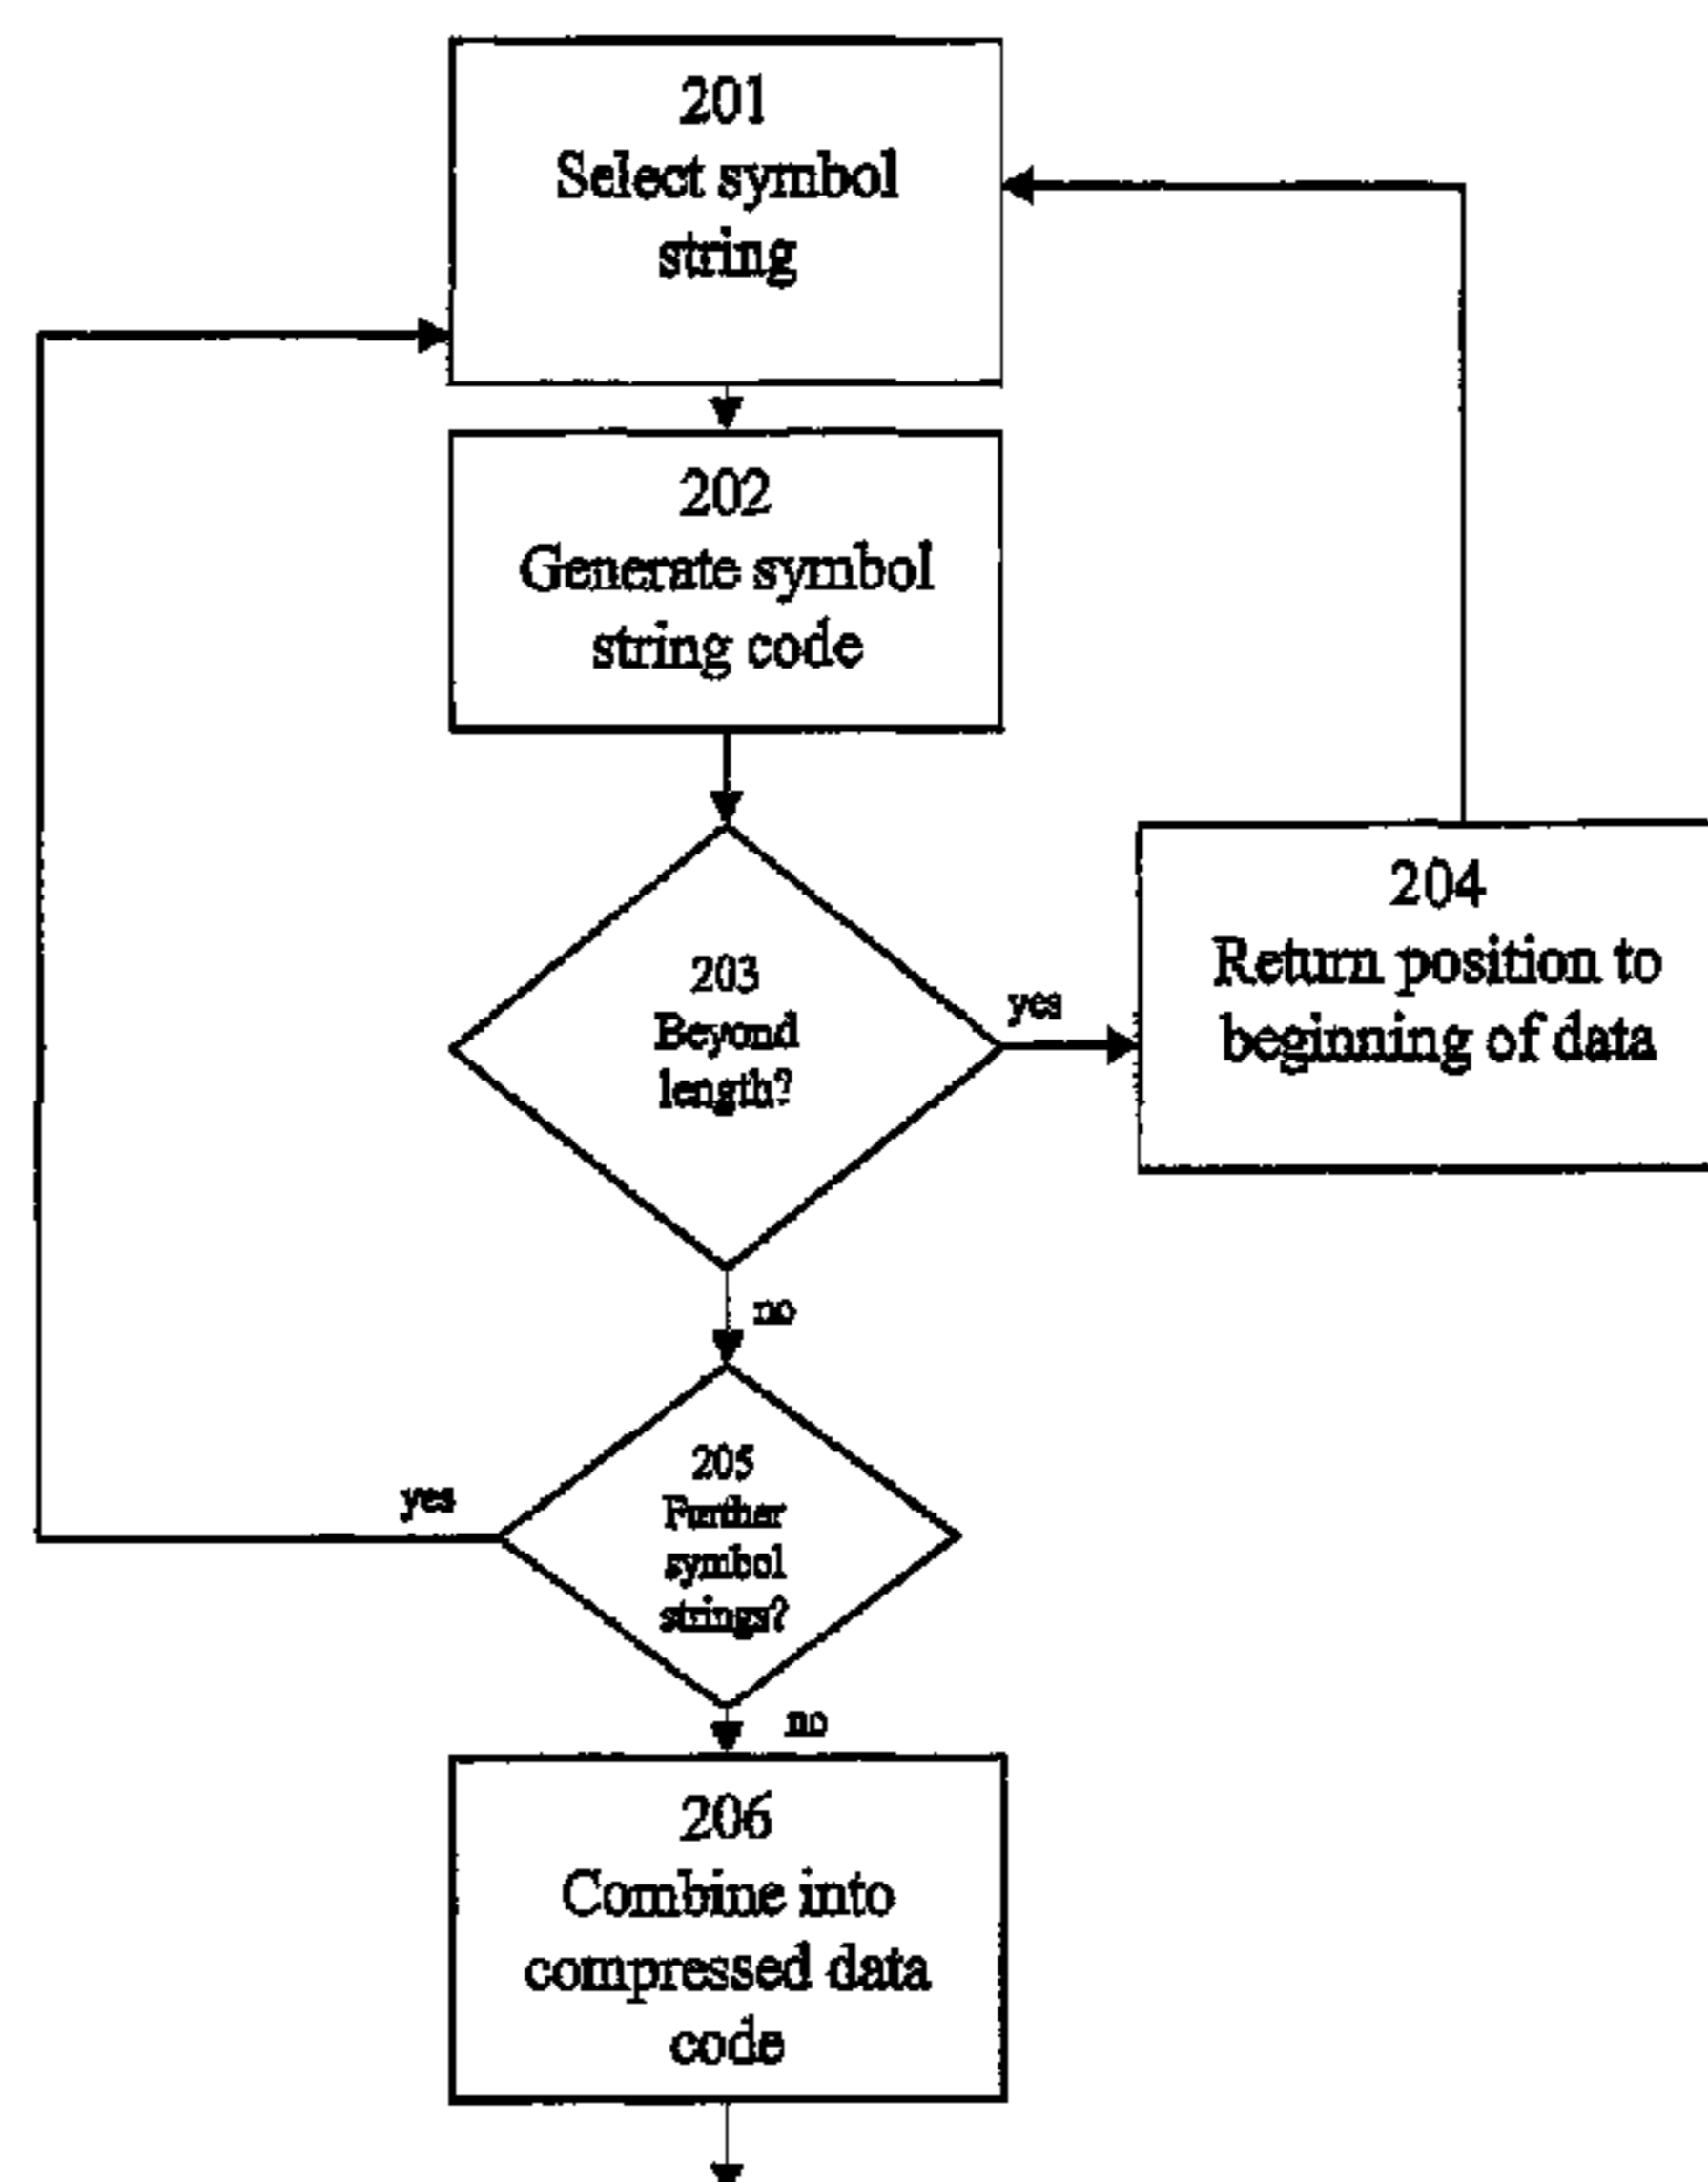 201
Select symbol
string
202
Generate symbol
string code
203
Beyond
length?
yes
204
Return position to
beginning of data
no
205
Further
symbol
strings?
yes
no
206
Combine into
compressed data
code